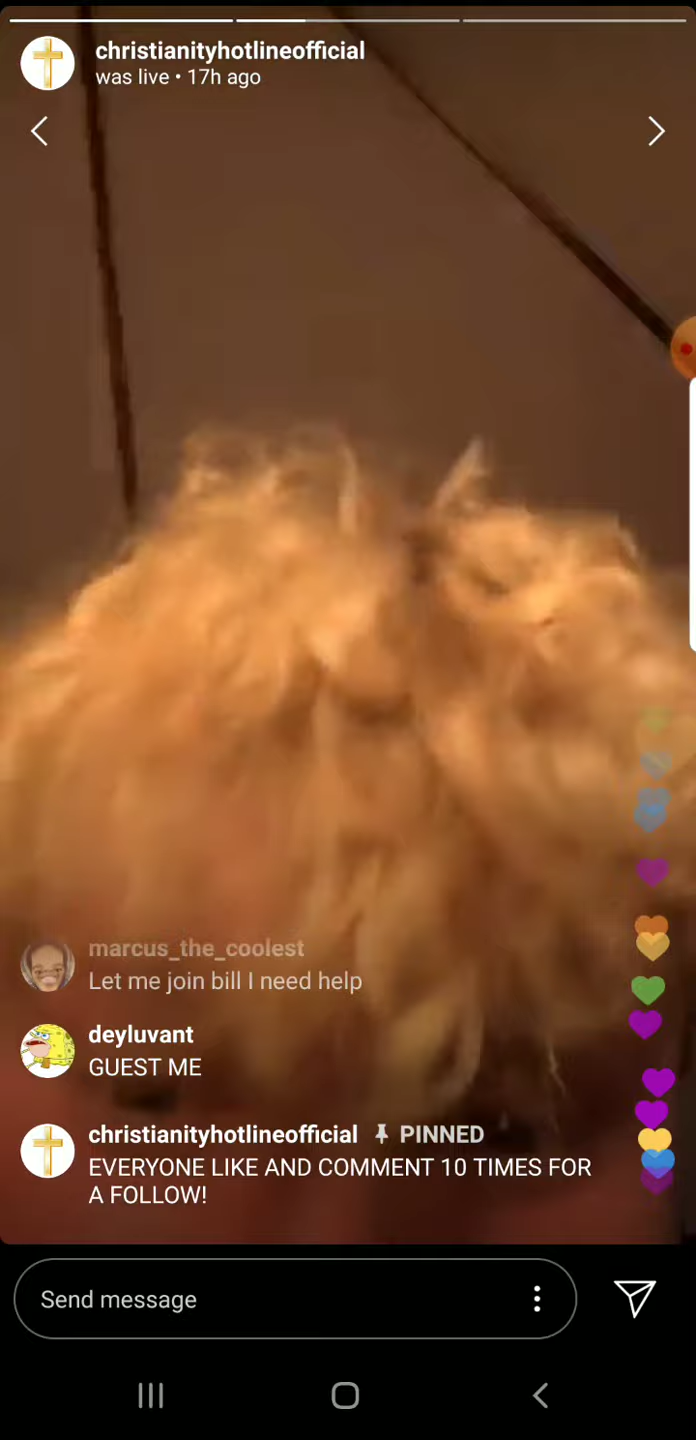 christianityhotlineofficial
was live • 17h ago
marcus_the_coolest
Let me join bill I need help
deyluvant
GUEST ME
christianityhotlineofficial PINNED
EVERYONE LIKE AND COMMENT 10 TIMES FOR
A FOLLOW!
Send message